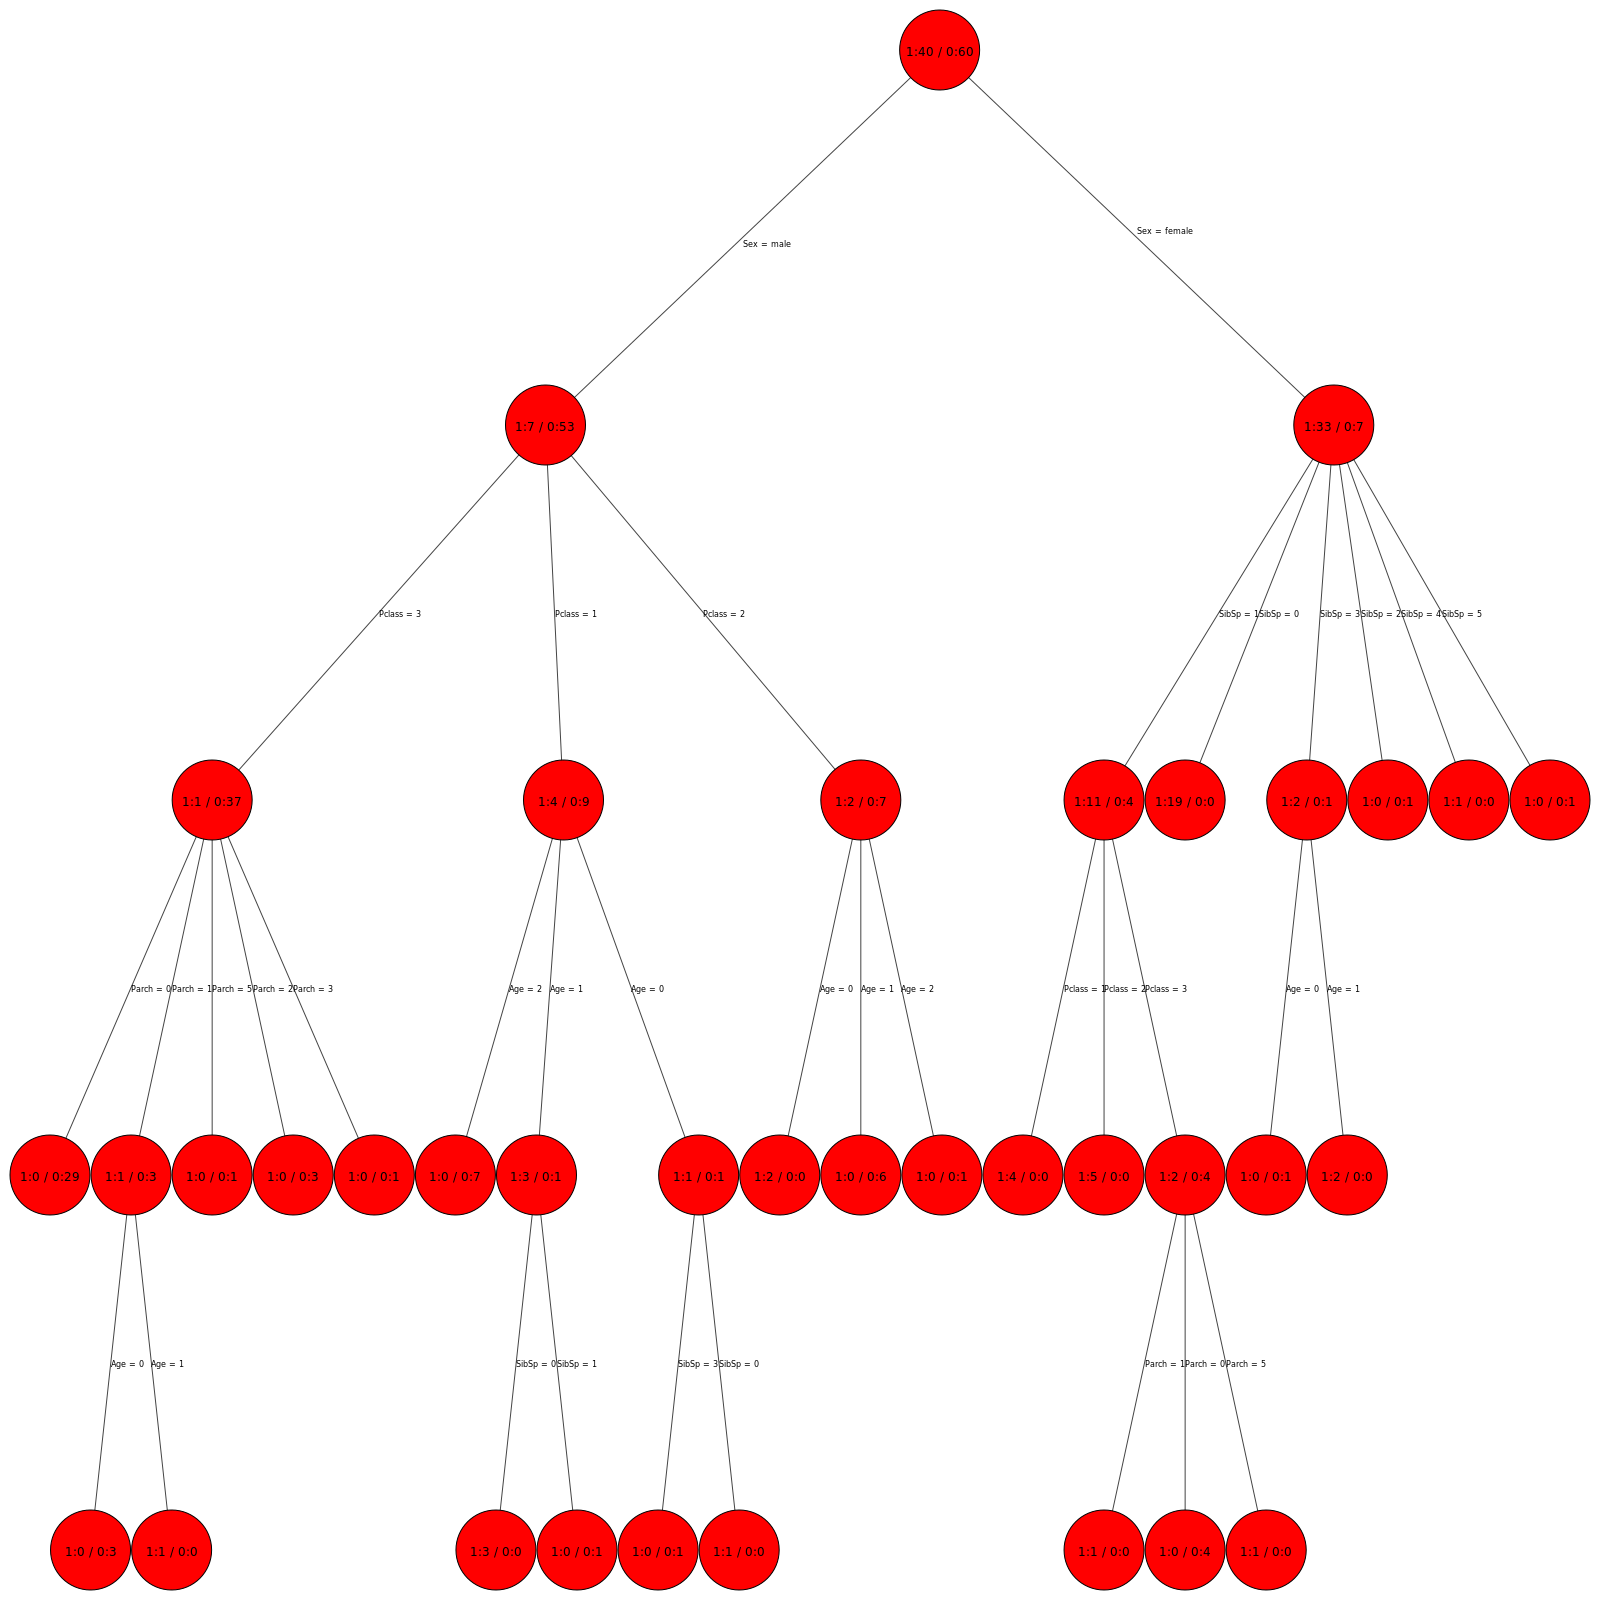 1:40 / 0:60
Sex = male
Sex = female
1:7 / 0:53
1:33 / 0:7
Pclass = 3
Pclass = 1
Pclass = 2
SibSp = 1
SibSp = 0
SibSp = 3
SibSp = 2
SibSp = 4
SibSp = 5
1:1 / 0:37
1:4 / 0:9
1:2 / 0:7
1:11 / 0:4
1:19 / 0:0
1:2 / 0:1
1:0 / 0:1
1:1 / 0:0
1:0 / 0:1
Parch = 0
Parch = 1
Parch = 5
Parch = 2
Parch = 3
Age = 2
Age = 1
Age = 0
Age = 0
Age = 1
Age = 2
Pclass = 1
Pclass = 2
Pclass = 3
Age = 0
Age = 1
1:0 / 0:29
1:1 / 0:3
1:0 / 0:1
1:0 / 0:3
1:0 / 0:1
1:0 / 0:7
1:3 / 0:1
1:1 / 0:1
1:2 / 0:0
1:0 / 0:6
1:0 / 0:1
1:4 / 0:0
1:5 / 0:0
1:2 / 0:4
1:0 / 0:1
1:2 / 0:0
Age = 0
Age = 1
SibSp = 0
SibSp = 1
SibSp = 3
SibSp = 0
Parch = 1
Parch = 0
Parch = 5
1:0 / 0:3
1:1 / 0:0
1:3 / 0:0
1:0 / 0:1
1:0 / 0:1
1:1 / 0:0
1:1 / 0:0
1:0 / 0:4
1:1 / 0:0